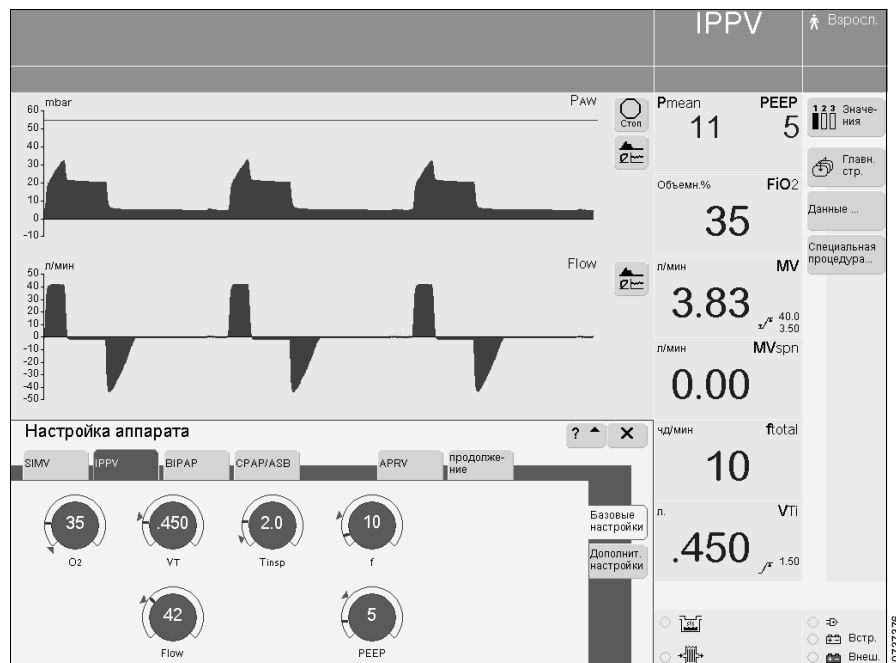 IPPV
Взросл.
mbar
Paw
60
50
40
30
20
10
0
-10
Стоп
Pmean
PEEP
11
5
1 2 3 Значе-
ния
Главн.
стр.
Данные ...
Специальная
процедура...
Объемн.%
FiO2
35
л/мин
Flow
50
40
30
20
10
0
-10
-20
-30
-40
-50
л/мин
MV
3.83
40.0
3.50
л/мин
MVspn
0.00
Настройка аппарата
?
SIMV
IPPV
BIPAP
CPAP/ASB
APRV
продолже-
ние
чд/мин
ftotal
10
35
O2
.450
VT
2.0
Tinsp
10
f
Базовые
настройки
Дополнит.
настройки
л.
VTi
.450
1.50
42
Flow
5
PEEP
Встр.
Внеш.